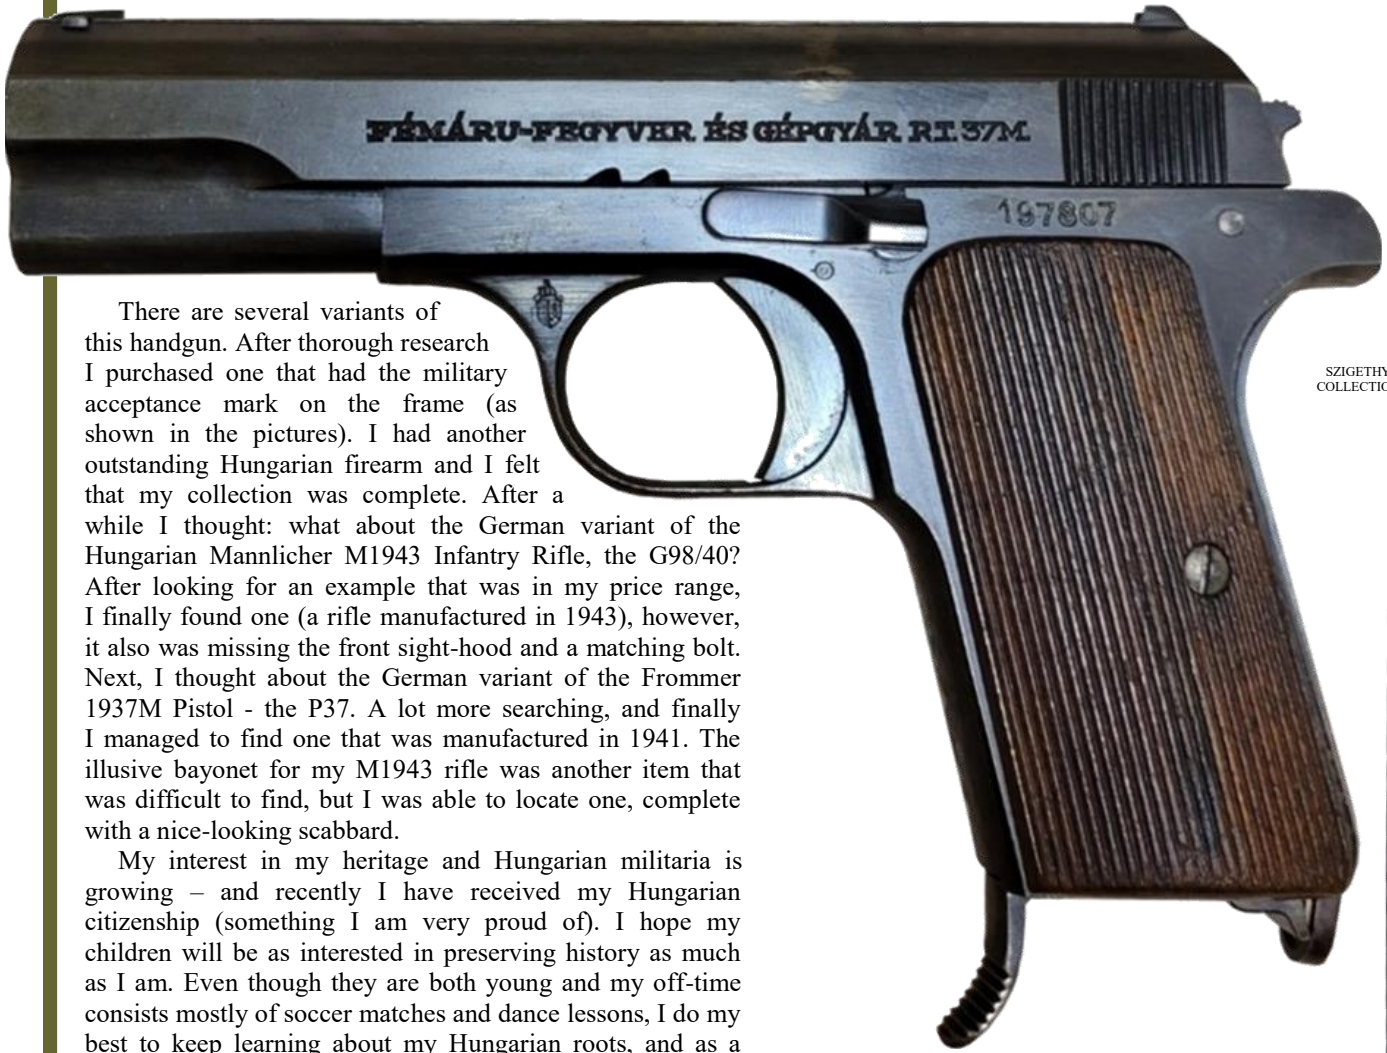 FÉMÁRU-FEGYVER ÉS GÉPGYÁR R.T. 37M.
197807
There are several variants of
this handgun. After thorough research
I purchased one that had the military
acceptance mark on the frame (as
shown in the pictures). I had another
outstanding Hungarian firearm and I felt
that my collection was complete. After a
while I thought: what about the German variant of the
Hungarian Mannlicher M1943 Infantry Rifle, the G98/40?
After looking for an example that was in my price range,
I finally found one (a rifle manufactured in 1943), however,
it also was missing the front sight-hood and a matching bolt.
Next, I thought about the German variant of the Frommer
1937M Pistol - the P37. A lot more searching, and finally
I managed to find one that was manufactured in 1941. The
illusive bayonet for my M1943 rifle was another item that
was difficult to find, but I was able to locate one, complete
with a nice-looking scabbard.
My interest in my heritage and Hungarian militaria is
growing – and recently I have received my Hungarian
citizenship (something I am very proud of). I hope my
children will be as interested in preserving history as much
as I am. Even though they are both young and my off-time
consists mostly of soccer matches and dance lessons, I do my
best to keep learning about my Hungarian roots, and as a
SZIGETHY
COLLECTIO